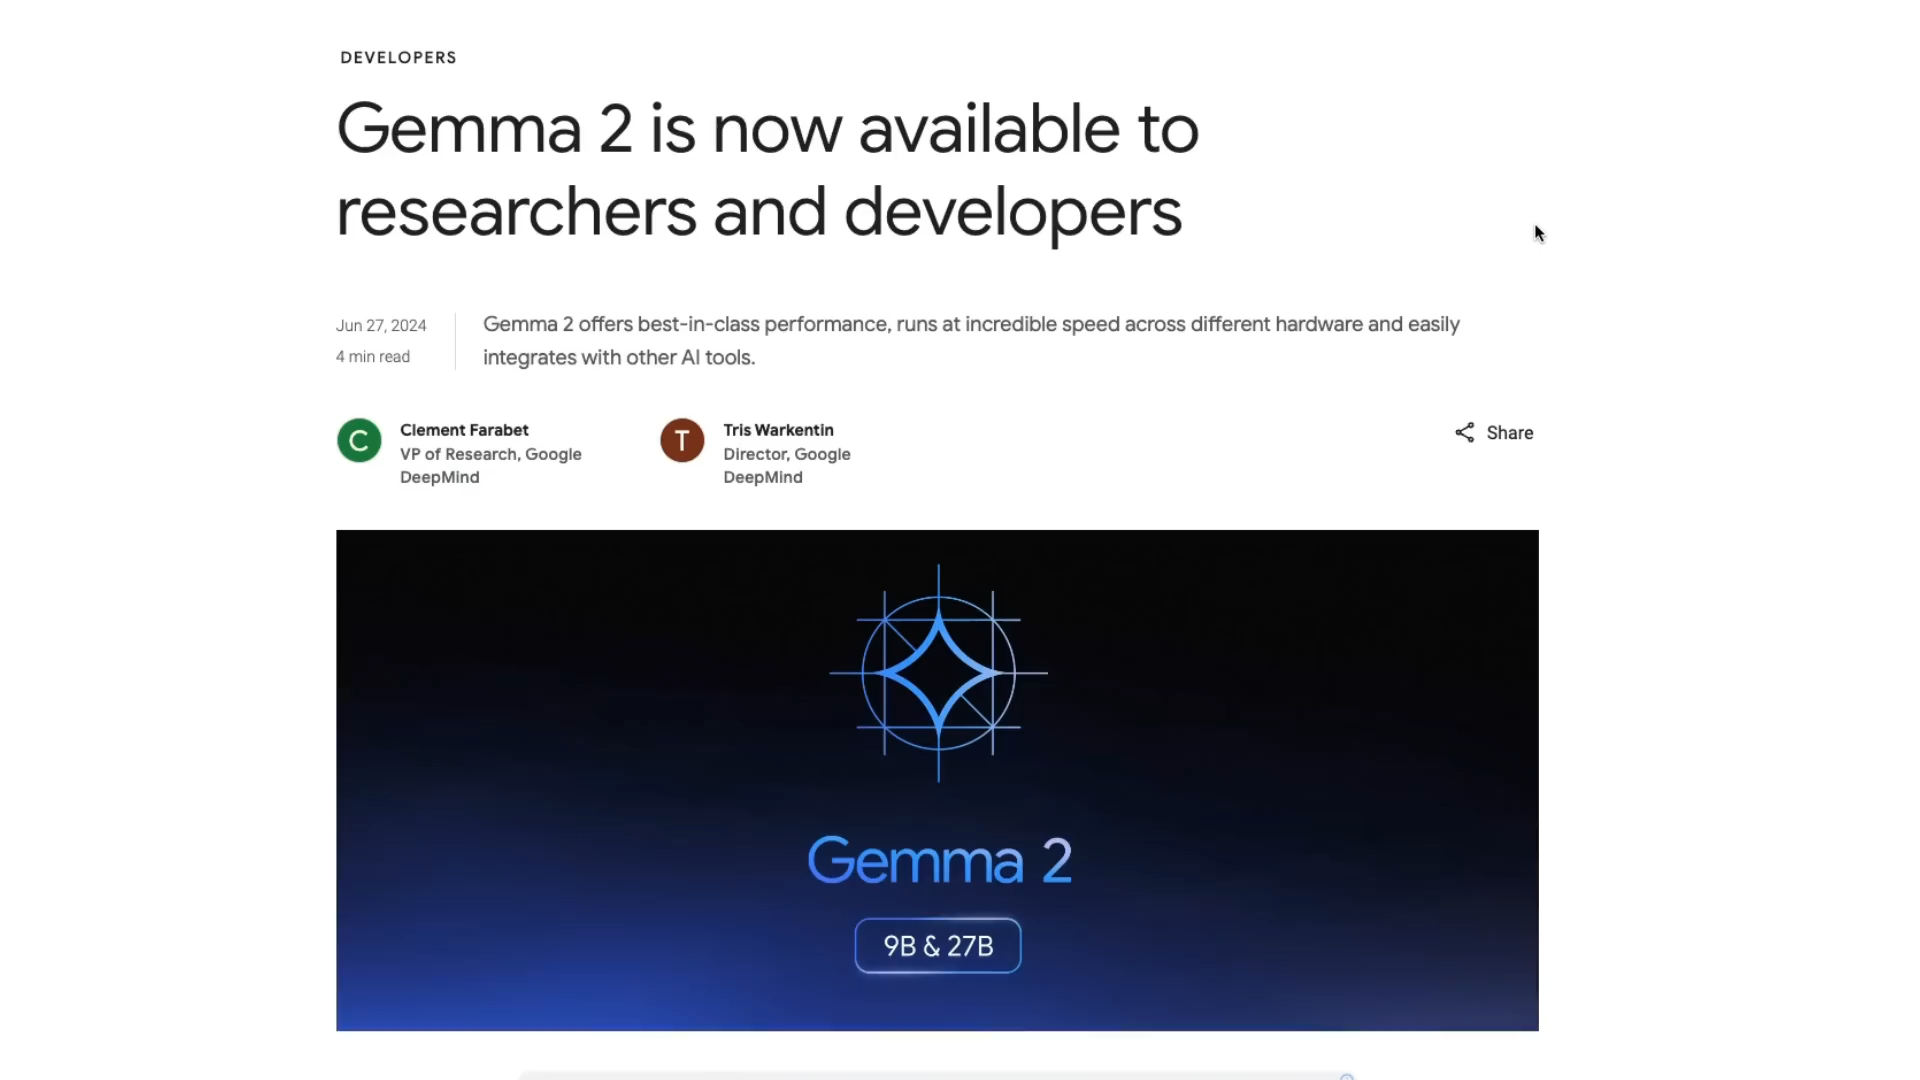 DEVELOPERS
Gemma 2 is now available to
researchers and developers
Jun 27, 2024
4 min read
Gemma 2 offers best-in-class performance, runs at incredible speed across different hardware and easily
integrates with other AI tools.
C
Clement Farabet
VP of Research, Google
DeepMind
T
Tris Warkentin
Director, Google
DeepMind
Share
Gemma 2
9B & 27B